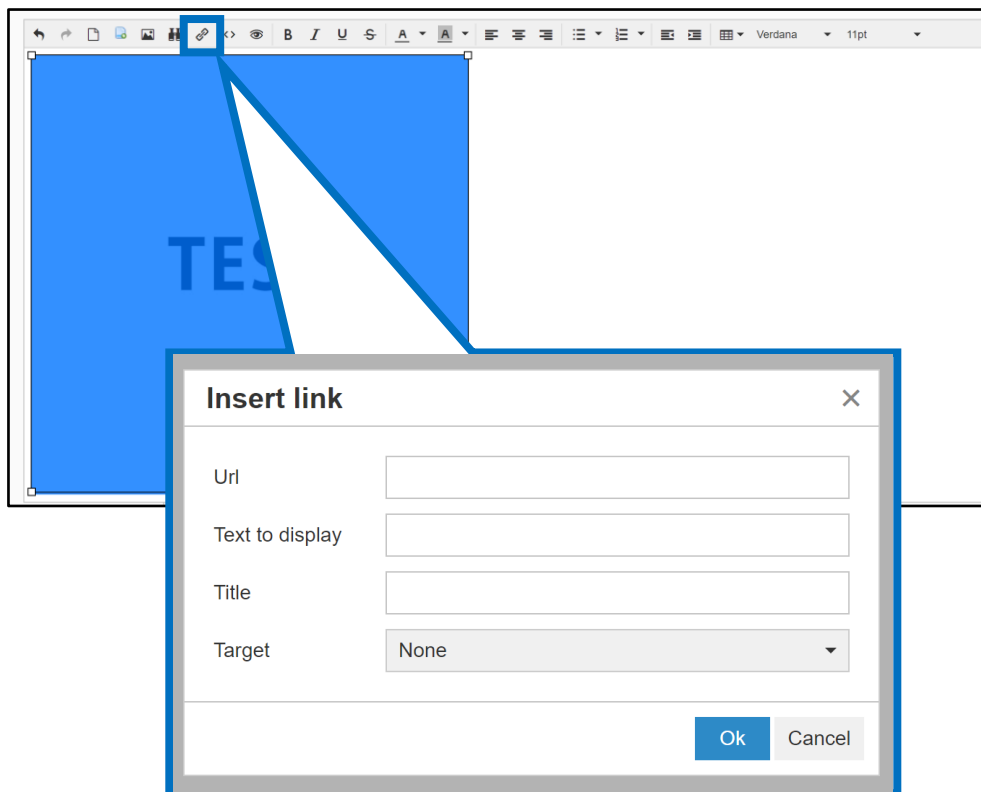 B I U S A A Verdana 11pt
TES
Insert link
Url
Text to display
Title
Target None
Ok Cancel